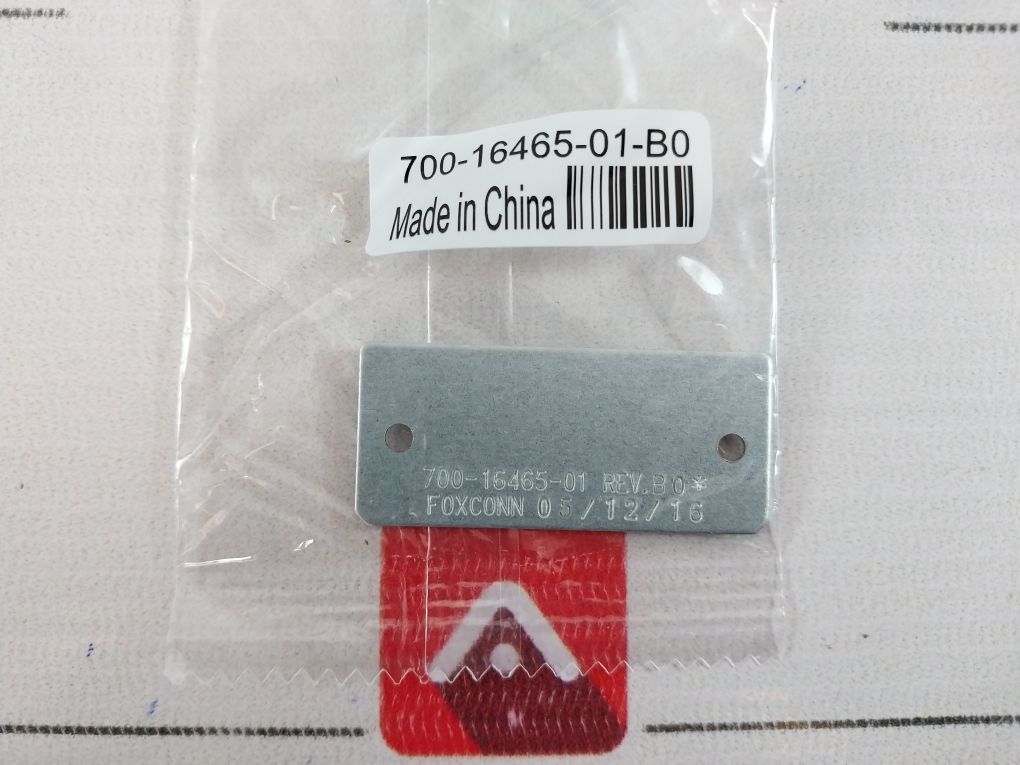 700-16465-01-B0
Made in China
700-16465-01 REV.B0*
FOXCONN 05/12/16